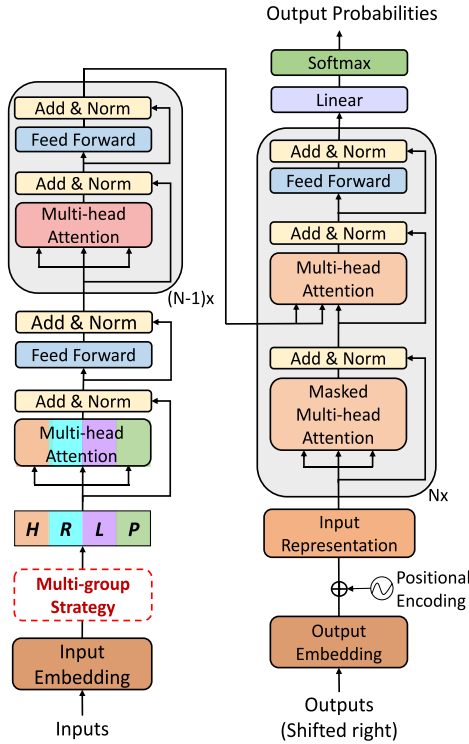 Output Probabilities
Softmax
Linear
Add & Norm
Feed Forward
Add & Norm
Multi-head
Attention
(N-1)x
Add & Norm
Feed Forward
Add & Norm
Multi-head
Attention
H R L P
Multi-group
Strategy
Input
Embedding
Inputs
Add & Norm
Feed Forward
Add & Norm
Multi-head
Attention
Add & Norm
Masked
Multi-head
Attention
Nx
Input
Representation
Positional
Encoding
Output
Embedding
Outputs
(Shifted right)